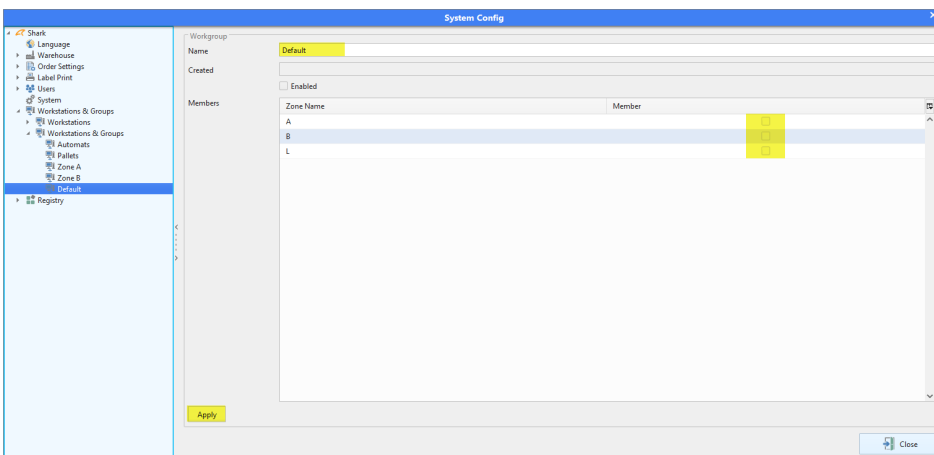 System Config
Shark
Language
Warehouse
Order Settings
Label Print
Users
System
Workstations & Groups
Workstations
Workstations & Groups
Automats
Pallets
Zone A
Zone B
Default
Registry
Workgroup
Name Default
Created
Enabled
Members Zone Name Member
A
B
L
Apply
Close